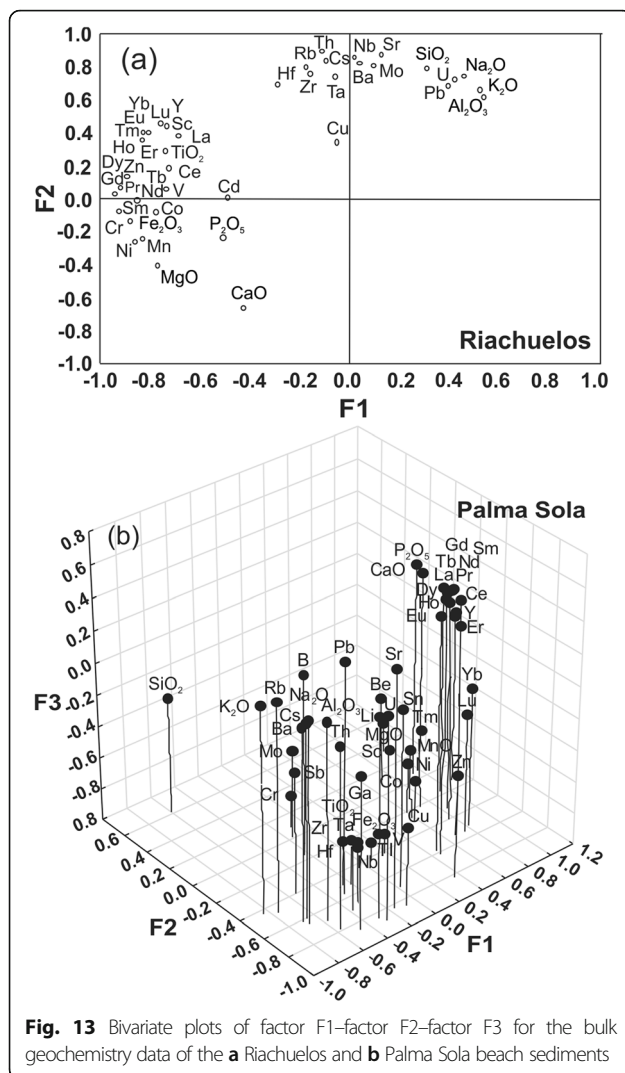 (a)
1.0
0.8
0.6
0.4
0.2
0.0
-0.2
-0.4
-0.6
-0.8
-1.0
F2
Th Nb Sr
Rb Cs SiO₂ Na₂O
Hf Ba Mo U
Zr Ta Pb K₂O
Al₂O₃
Cu
Yb Lu Y
Eu Sc
Tm La
Ho Er TiO₂
Dy Zn Tb Ce
Gd Pr Nd V Cd
Sm Co
Cr Fe₂O₃ P₂O₅
Ni Mn
MgO
CaO
Riachuelos
-1.0 -0.8 -0.6 -0.4 -0.2 0.0 0.2 0.4 0.6 0.8 1.0
F1
(b)
Palma Sola
0.8
0.6
0.4
0.2
0.0
-0.2
-0.4
-0.6
-0.8
F3
P₂O₅ Gd Sm
CaO Tb Nd
La Pr
Dy Ce
Ho Y
Eu Er
Pb Sr Yb
B Be Lu
SiO₂ Na₂O Sn
K₂O Rb Al₂O₃ Li U Tm
Cs MgO
Ba Th Sc MnO
Mo Ni Zn
Sb Co
Cr Ga
TiO₂ Cu
Zr Ta Fe₂O₃ V
Hf Nb Tl
0.8
0.6
0.4
0.2
0.0
-0.2
-0.4
-0.6
-0.8
-1.0
F2
-1.0
-0.8
-0.6
-0.4
-0.2
0.0
0.2
0.4
0.6
0.8
1.0
1.2
F1
Fig. 13 Bivariate plots of factor F1–factor F2–factor F3 for the bulk
geochemistry data of the a Riachuelos and b Palma Sola beach sediments